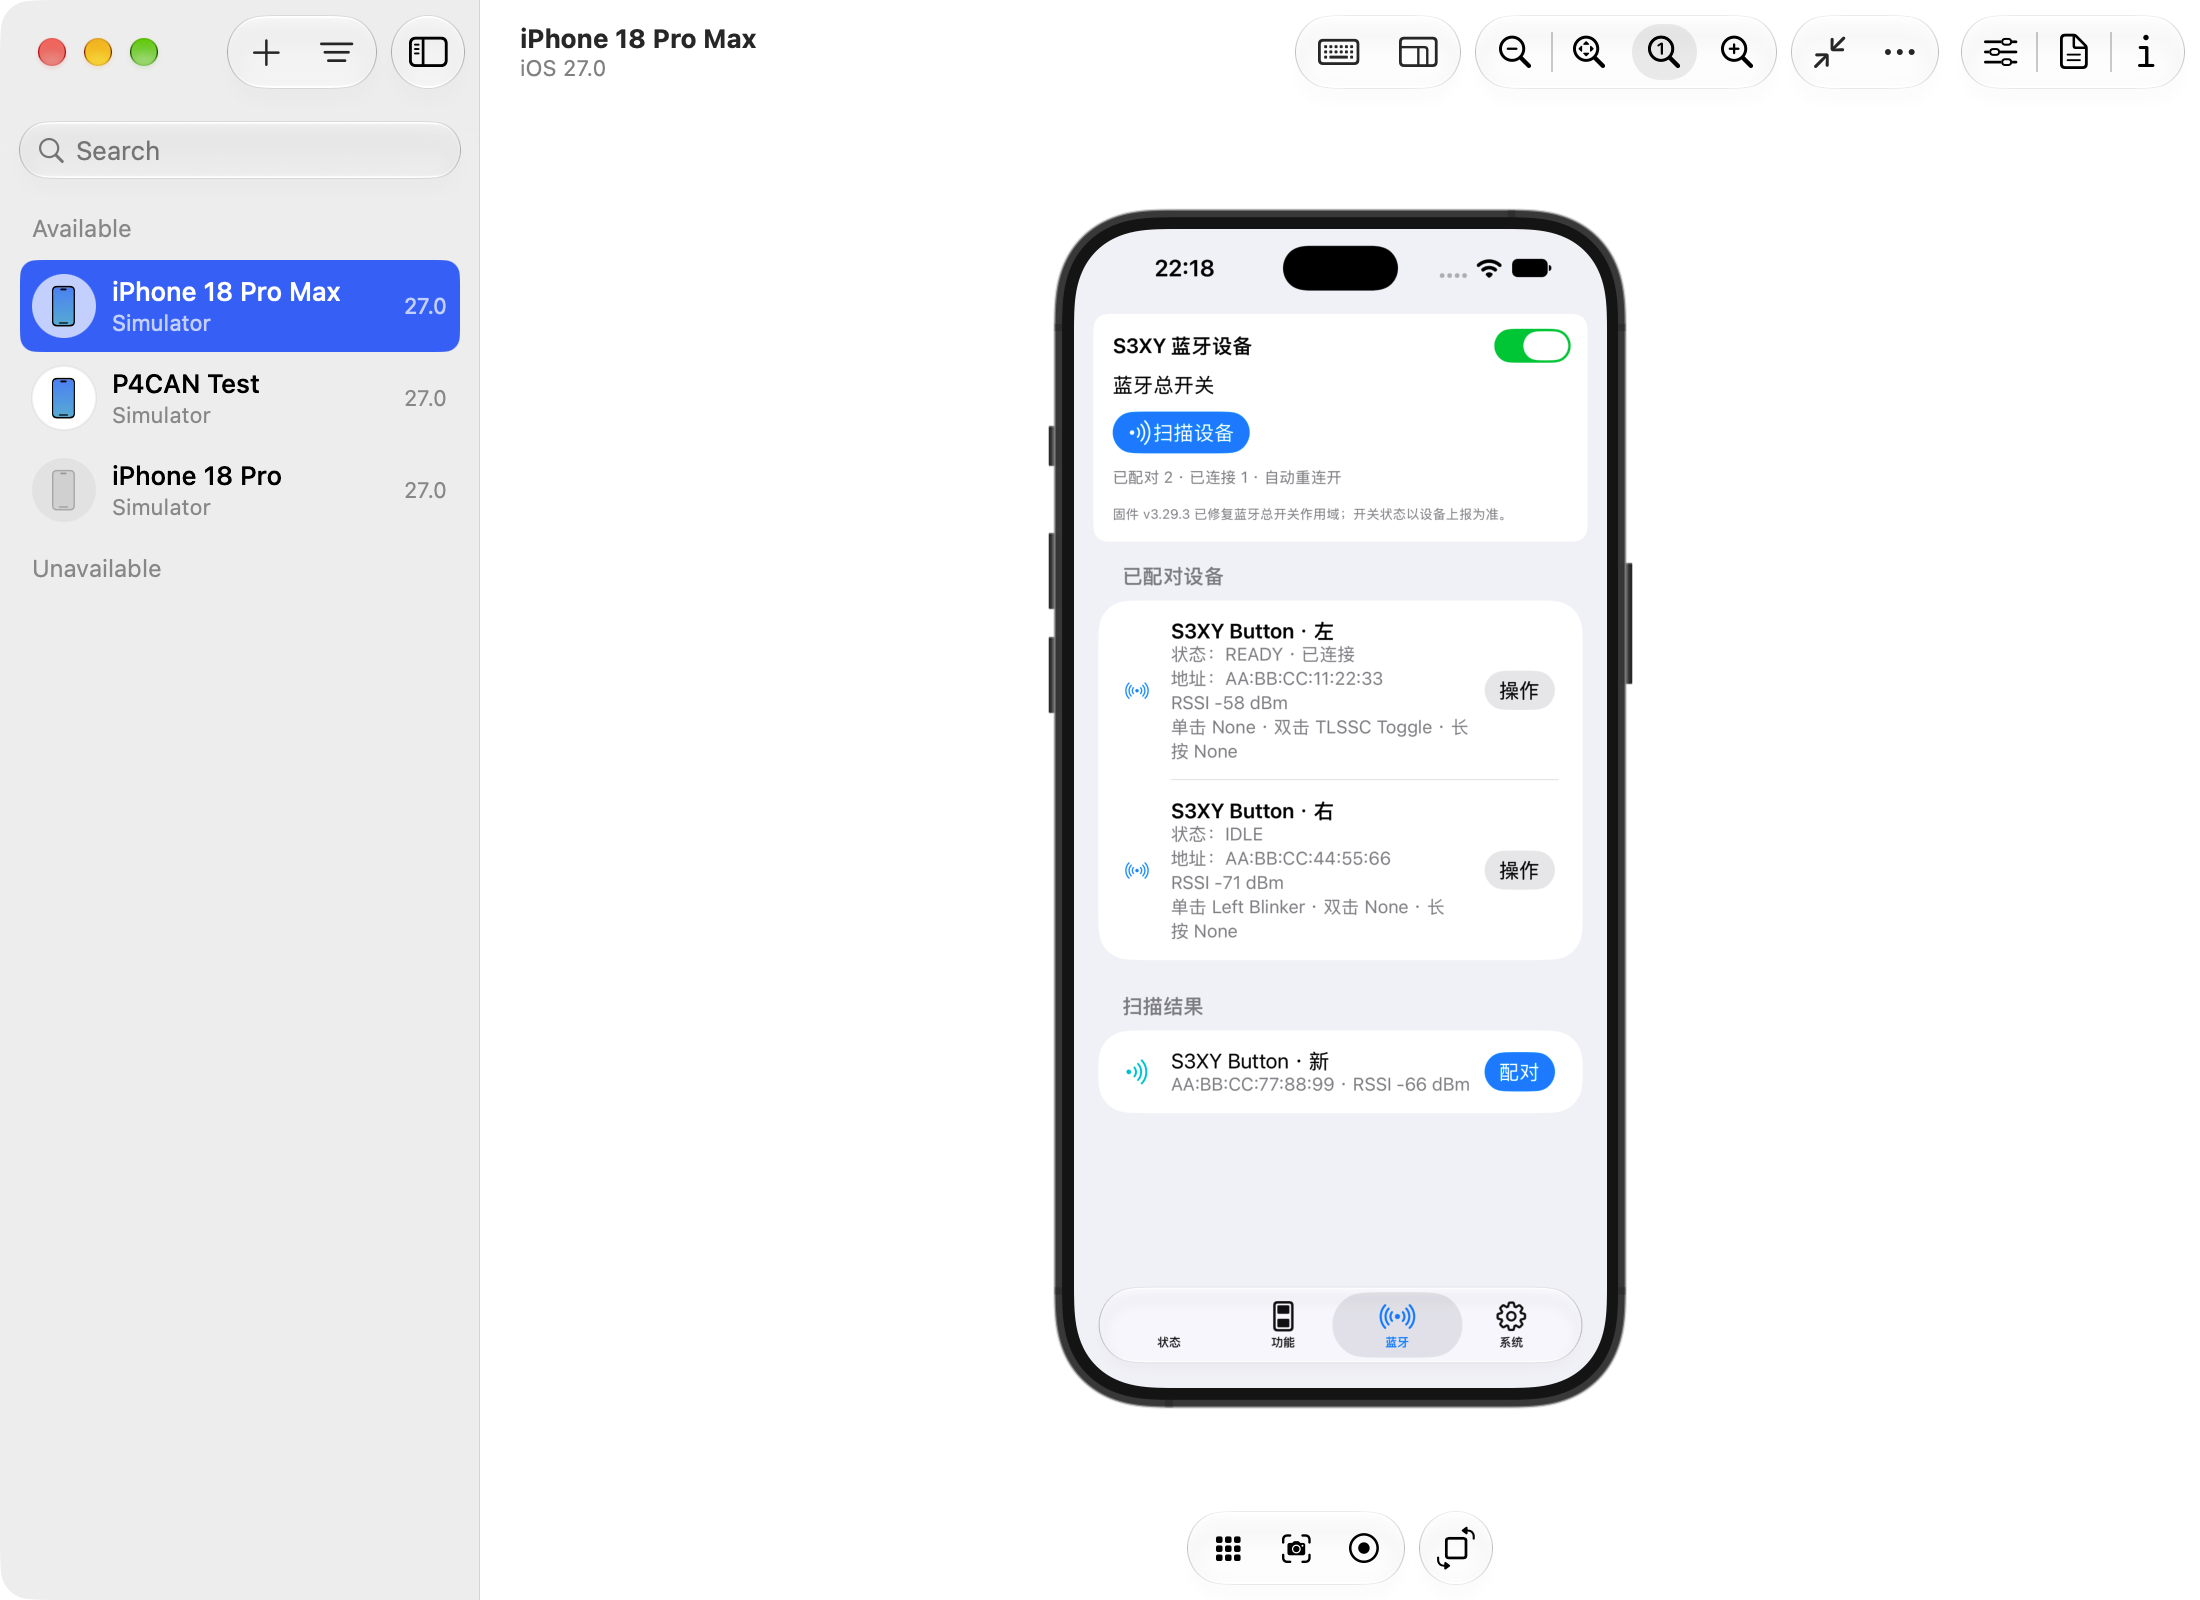 iPhone 18 Pro Max
iOS 27.0
Search
Available
iPhone 18 Pro Max
Simulator
27.0
P4CAN Test
Simulator
27.0
iPhone 18 Pro
Simulator
27.0
Unavailable
22:18
S3XY 蓝牙设备
蓝牙总开关
扫描设备
已配对 2 · 已连接 1 · 自动重连开
固件 v3.29.3 已修复蓝牙总开关作用域；开关状态以设备上报为准。
已配对设备
S3XY Button · 左
状态：READY · 已连接
地址：AA:BB:CC:11:22:33
RSSI -58 dBm
单击 None · 双击 TLSSC Toggle · 长
按 None
操作
S3XY Button · 右
状态：IDLE
地址：AA:BB:CC:44:55:66
RSSI -71 dBm
单击 Left Blinker · 双击 None · 长
按 None
操作
扫描结果
S3XY Button · 新
AA:BB:CC:77:88:99 · RSSI -66 dBm
配对
状态
功能
蓝牙
系统